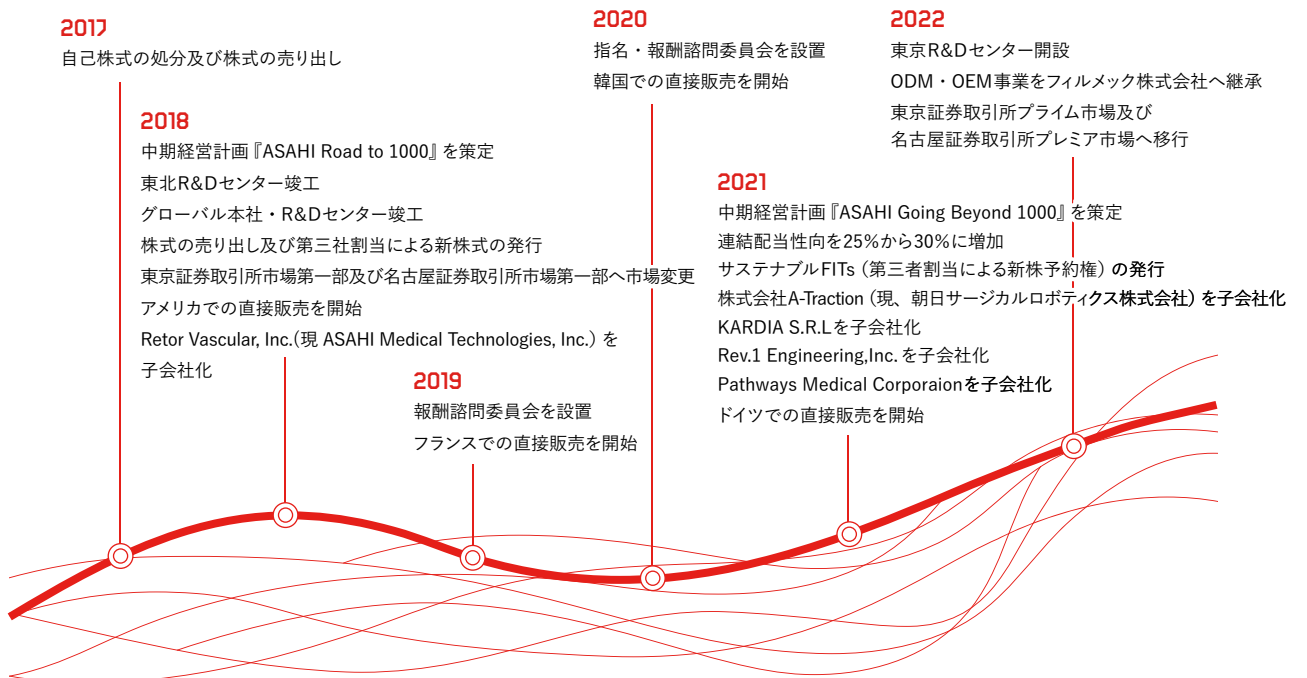 2017
自己株式の処分及び株式の売り出し
2018
中期経営計画『ASAHI Road to 1000』を策定
東北R&Dセンター竣工
グローバル本社・R&Dセンター竣工
株式の売り出し及び第三社割当による新株式の発行
東京証券取引所市場第一部及び名古屋証券取引所市場第一部へ市場変更
アメリカでの直接販売を開始
Retor Vascular, Inc.(現 ASAHI Medical Technologies, Inc.) を
子会社化
2019
報酬諮問委員会を設置
フランスでの直接販売を開始
2020
指名・報酬諮問委員会を設置
韓国での直接販売を開始
2021
中期経営計画『ASAHI Going Beyond 1000』を策定
連結配当性向を25%から30%に増加
サステナブルFITs（第三者割当による新株予約権）の発行
株式会社A-Traction（現、朝日サージカルロボティクス株式会社）を子会社化
KARDIA S.R.Lを子会社化
Rev.1 Engineering,Inc. を子会社化
Pathways Medical Corporaionを子会社化
ドイツでの直接販売を開始
2022
東京R&Dセンター開設
ODM・OEM事業をフィルメック株式会社へ継承
東京証券取引所プライム市場及び
名古屋証券取引所プレミア市場へ移行